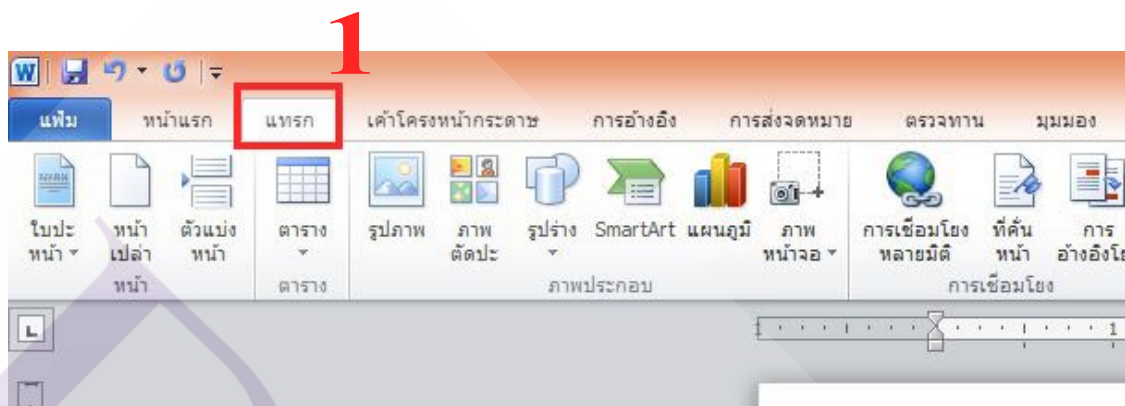 1
W
แฟ้ม หน้าแรก แทรก เค้าโครงหน้ากระดาษ การอ้างอิง การส่งจดหมาย ตรวจทาน มุมมอง
ใบปะ หน้า ตัวแบ่ง ตาราง รูปภาพ ภาพ รูปร่าง SmartArt แผนภูมิ ภาพ การเชื่อมโยง ที่คั่น การ
หน้า เปล่า หน้า ตัดปะ หน้าจอ หลายมิติ หน้า อ้างอิงโย
หน้า ตาราง ภาพประกอบ การเชื่อมโยง
L
1 1